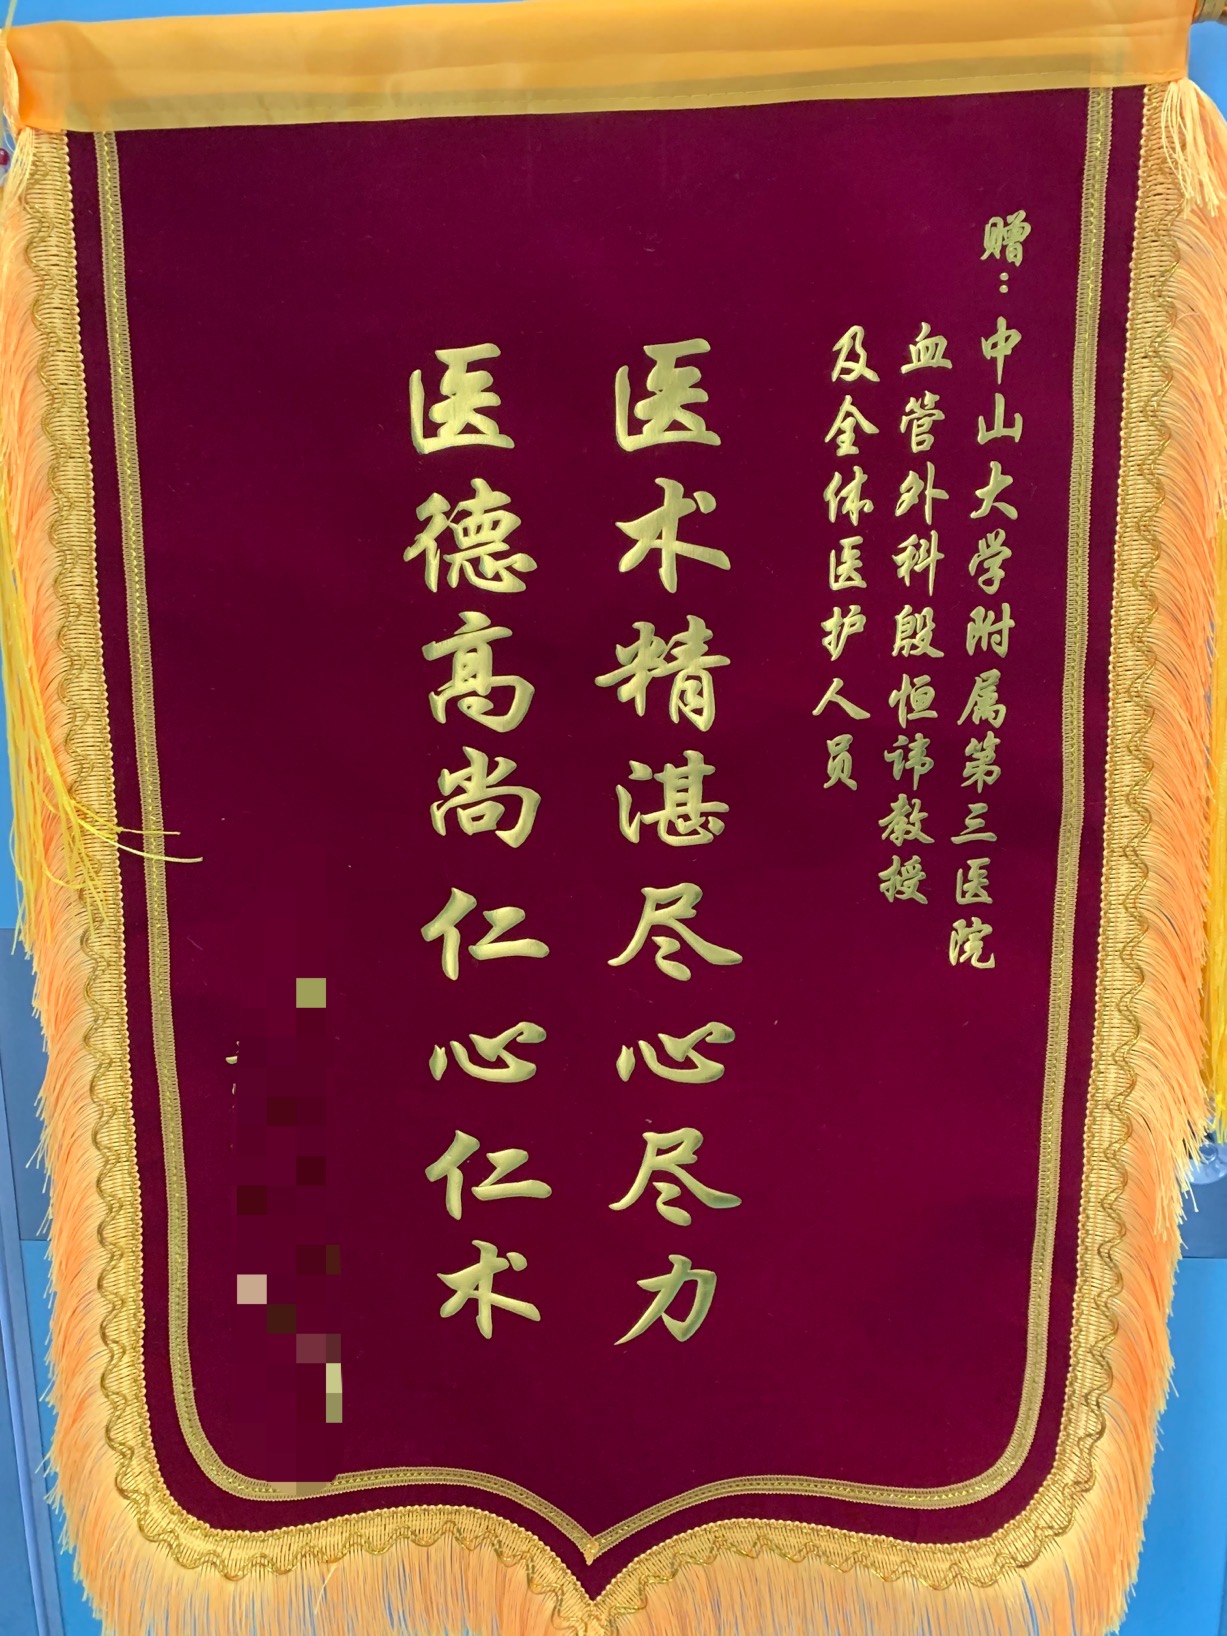 赠：中山大学附属第三医院
血管外科殷恒讳教授
及全体医护人员
医术精湛尽心尽力
医德高尚仁心仁术